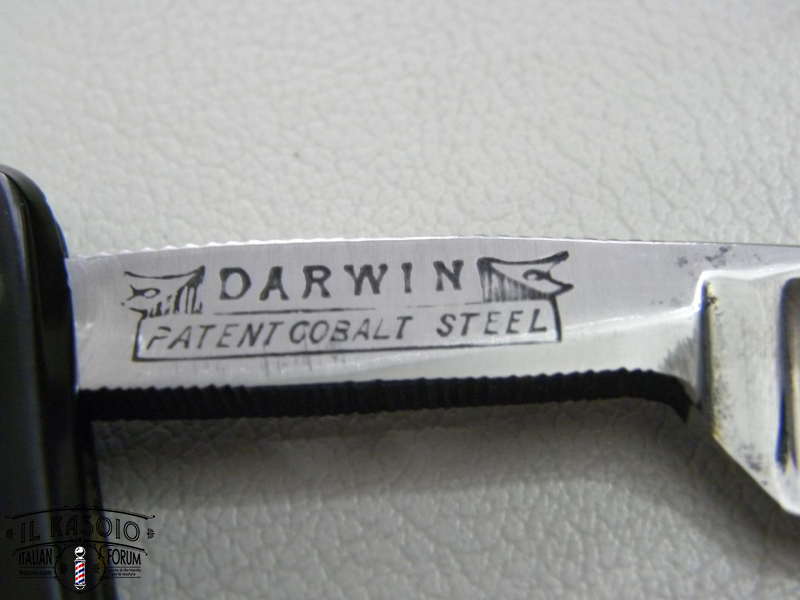 DARWIN
PATENT COBALT STEEL
IL RASOIO
ITALIAN FORUM